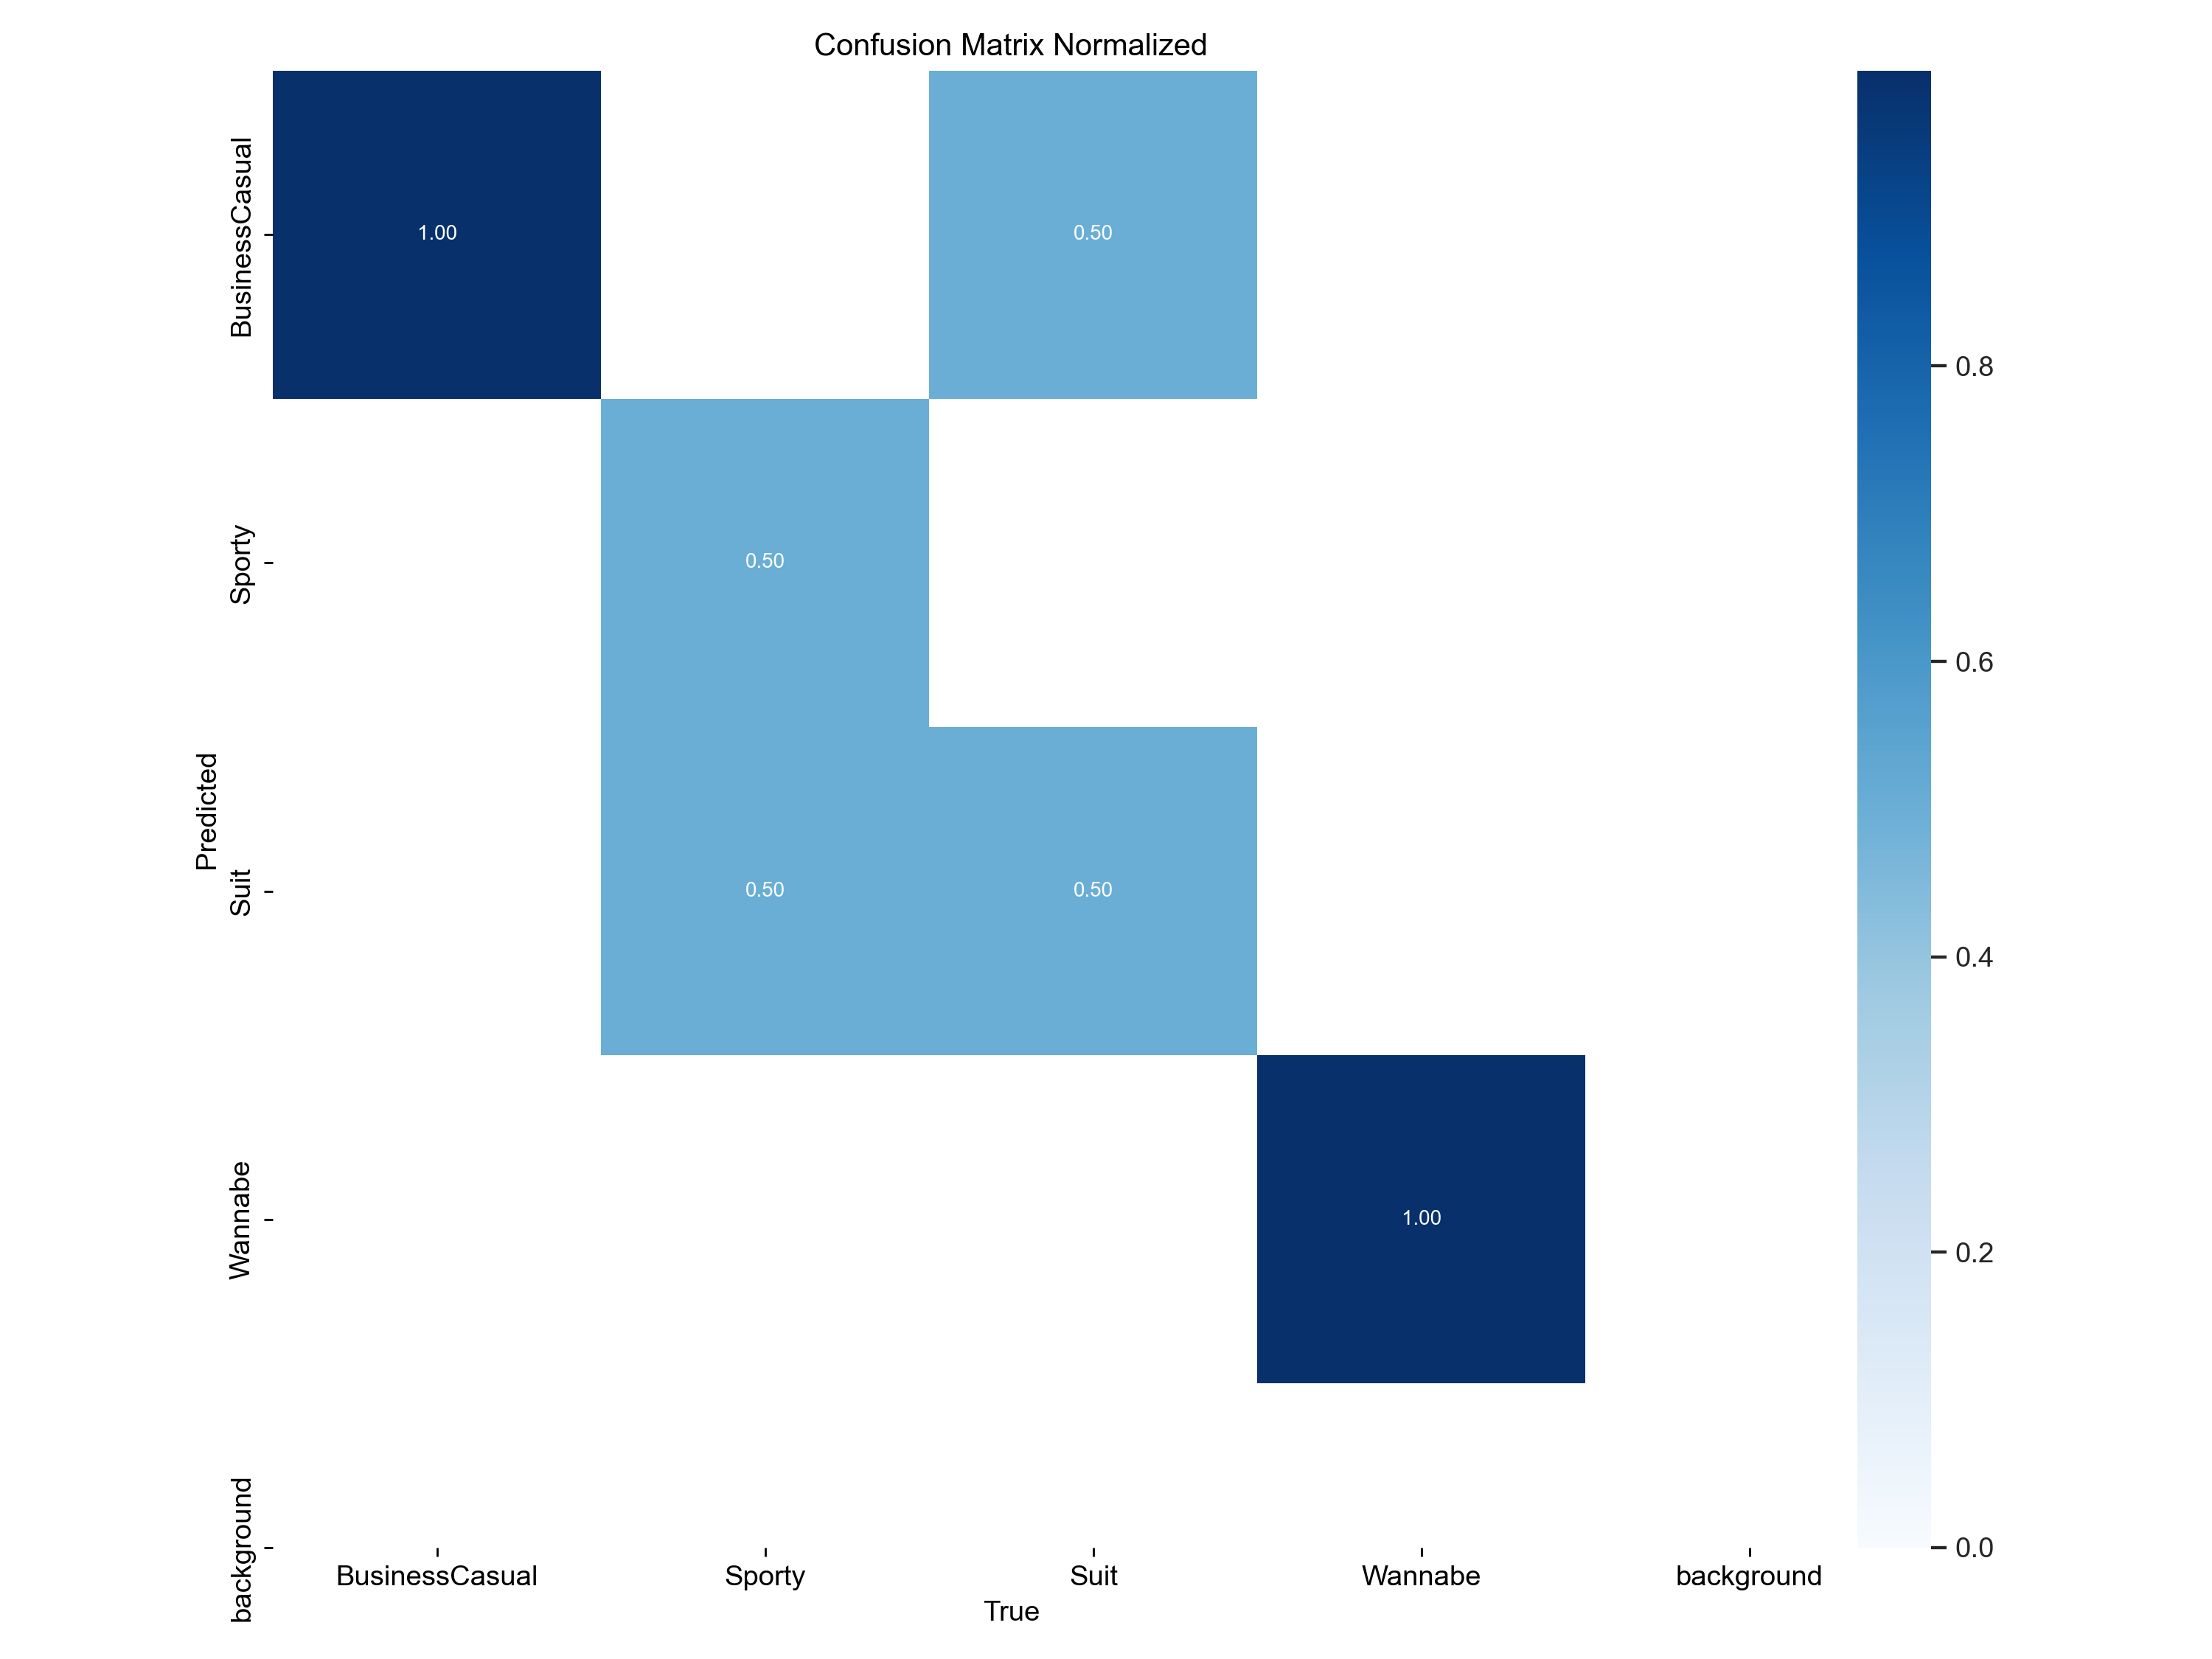 Confusion Matrix Normalized
BusinessCasual
1.00
0.50
Sporty
0.50
Suit
0.50
0.50
Wannabe
1.00
background
Predicted
BusinessCasual
Sporty
Suit
Wannabe
background
True
0.8
0.6
0.4
0.2
0.0